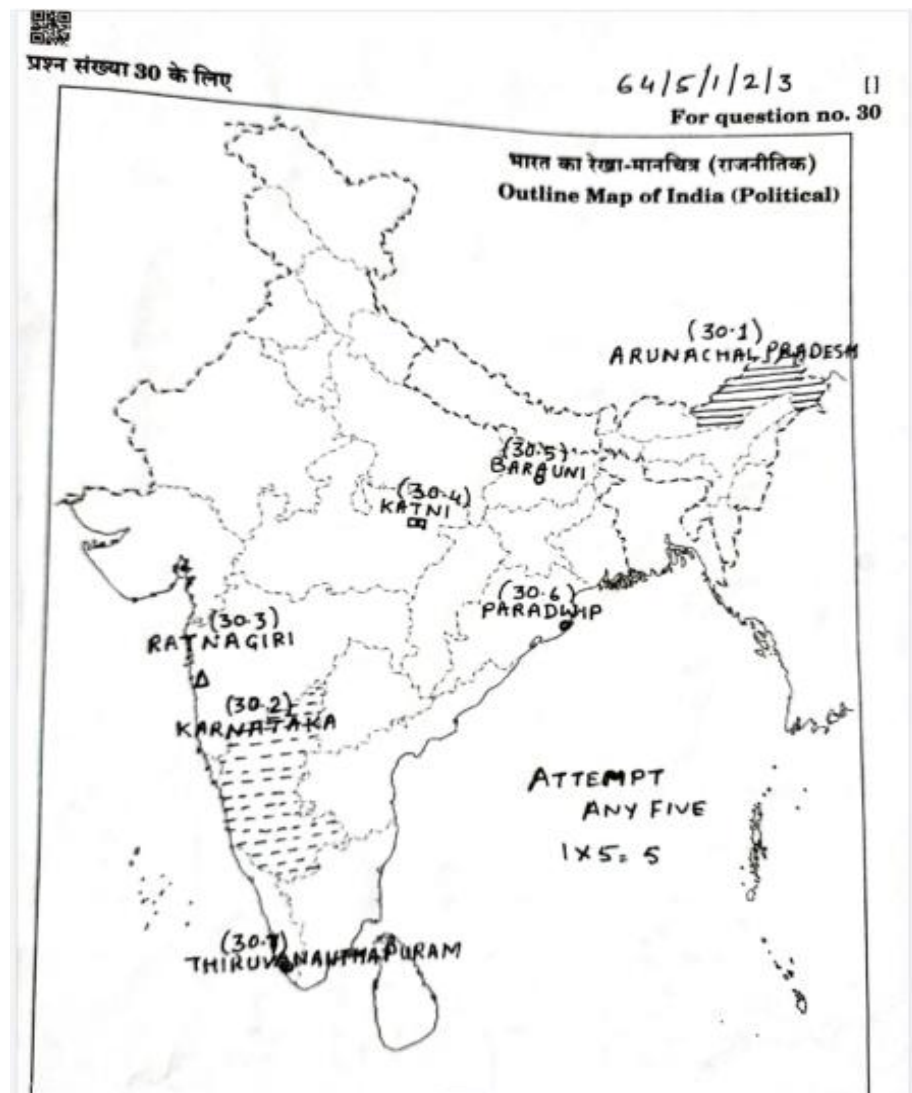 प्रश्न संख्या 30 के लिए
64/5/1/2/3 []
For question no. 30
भारत का रेखा-मानचित्र (राजनीतिक)
Outline Map of India (Political)
(30.1)
ARUNACHAL PRADESH
(30.5)
BARAUNI
(30.4)
KATNI
(30.6)
PARADWIP
(30.3)
RATNAGIRI
(30.2)
KARNATAKA
ATTEMPT
ANY FIVE
1×5=5
(30.7)
THIRUVANANTHAPURAM